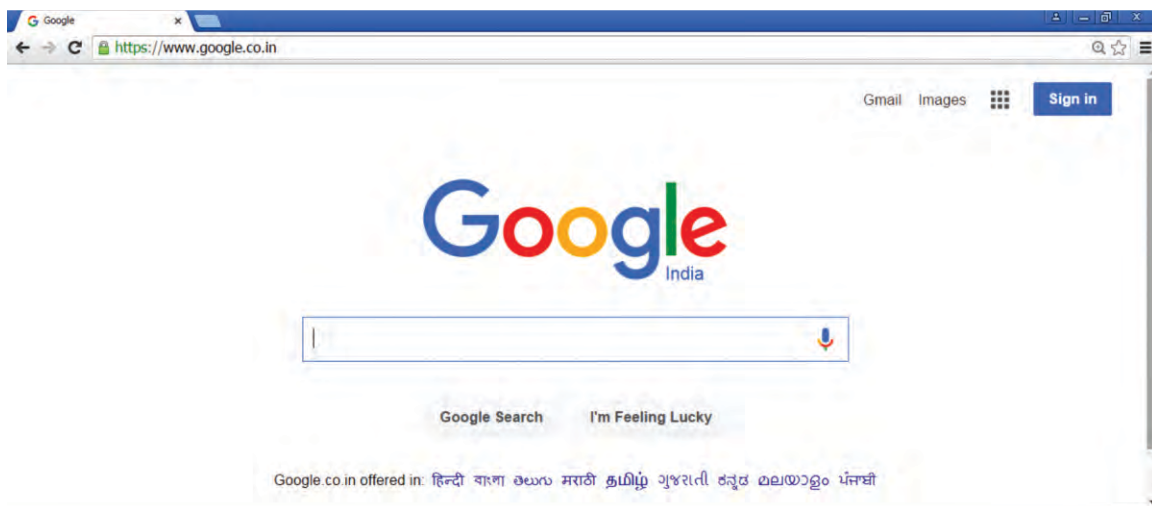 Google
https://www.google.co.in
Gmail Images Sign in
Google
India
Google Search I'm Feeling Lucky
Google.co.in offered in: हिन्दी বাংলা తెలుగు मराठी தமிழ் ગુજરાતી ಕನ್ನಡ മലയാളം ਪੰਜਾਬੀ